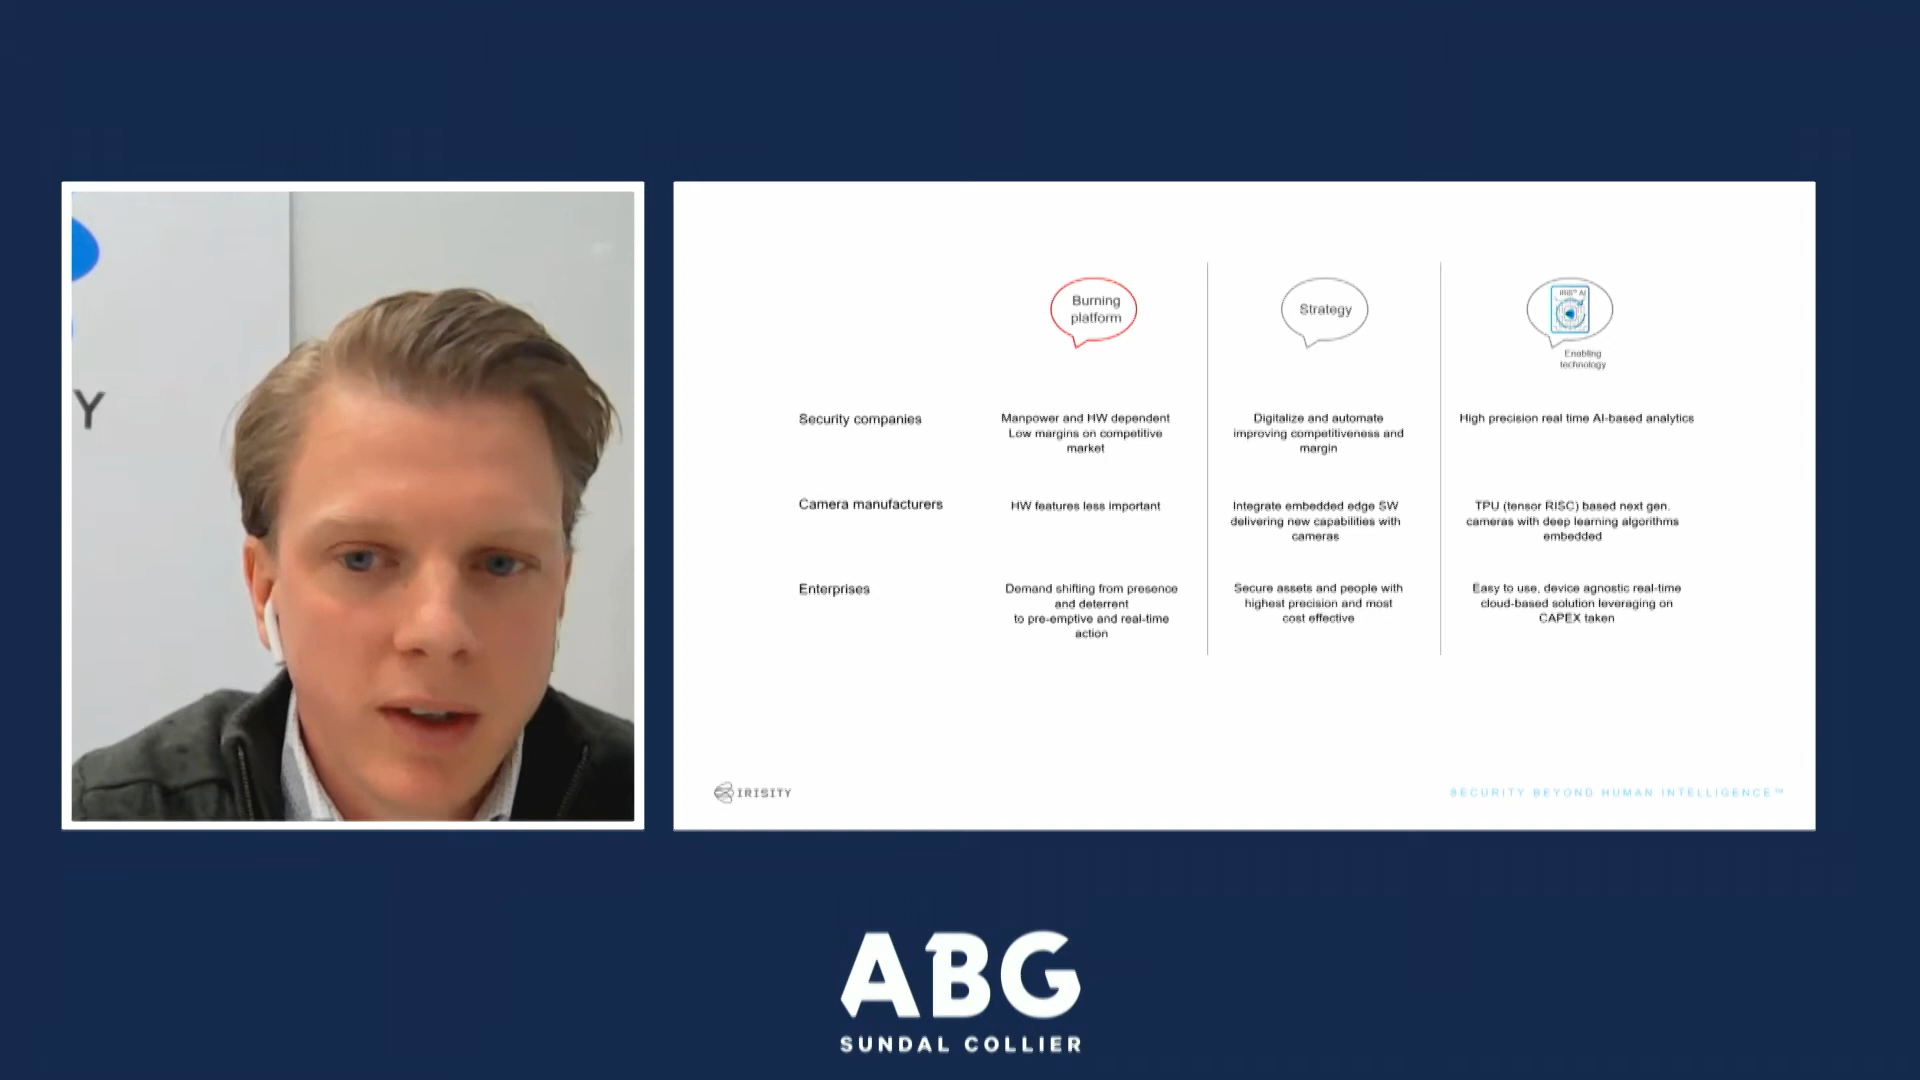 Y
Burning
platform
Strategy
IRIS™ AI
Enabling
technology
Security companies
Manpower and HW dependent
Low margins on competitive
market
Digitalize and automate
improving competitiveness and
margin
High precision real time AI-based analytics
Camera manufacturers
HW features less important
Integrate embedded edge SW
delivering new capabilities with
cameras
TPU (tensor RISC) based next gen.
cameras with deep learning algorithms
embedded
Enterprises
Demand shifting from presence
and deterrent
to pre-emptive and real-time
action
Secure assets and people with
highest precision and most
cost effective
Easy to use, device agnostic real-time
cloud-based solution leveraging on
CAPEX taken
IRISITY
SECURITY BEYOND HUMAN INTELLIGENCE™
ABG
SUNDAL COLLIER